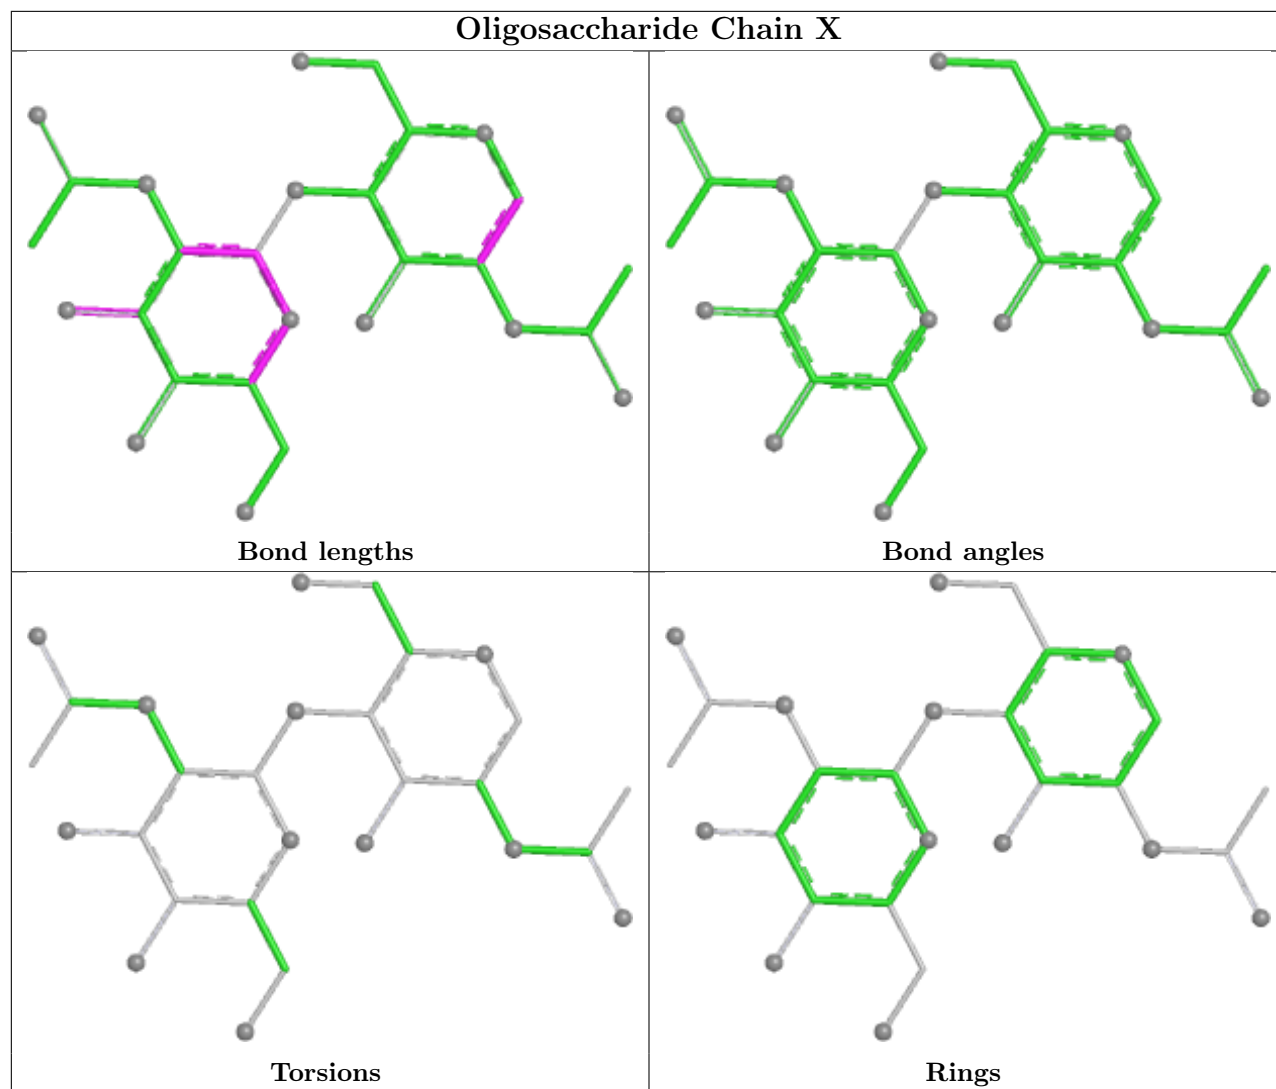 Oligosaccharide Chain X
Bond lengths
Bond angles
Torsions
Rings